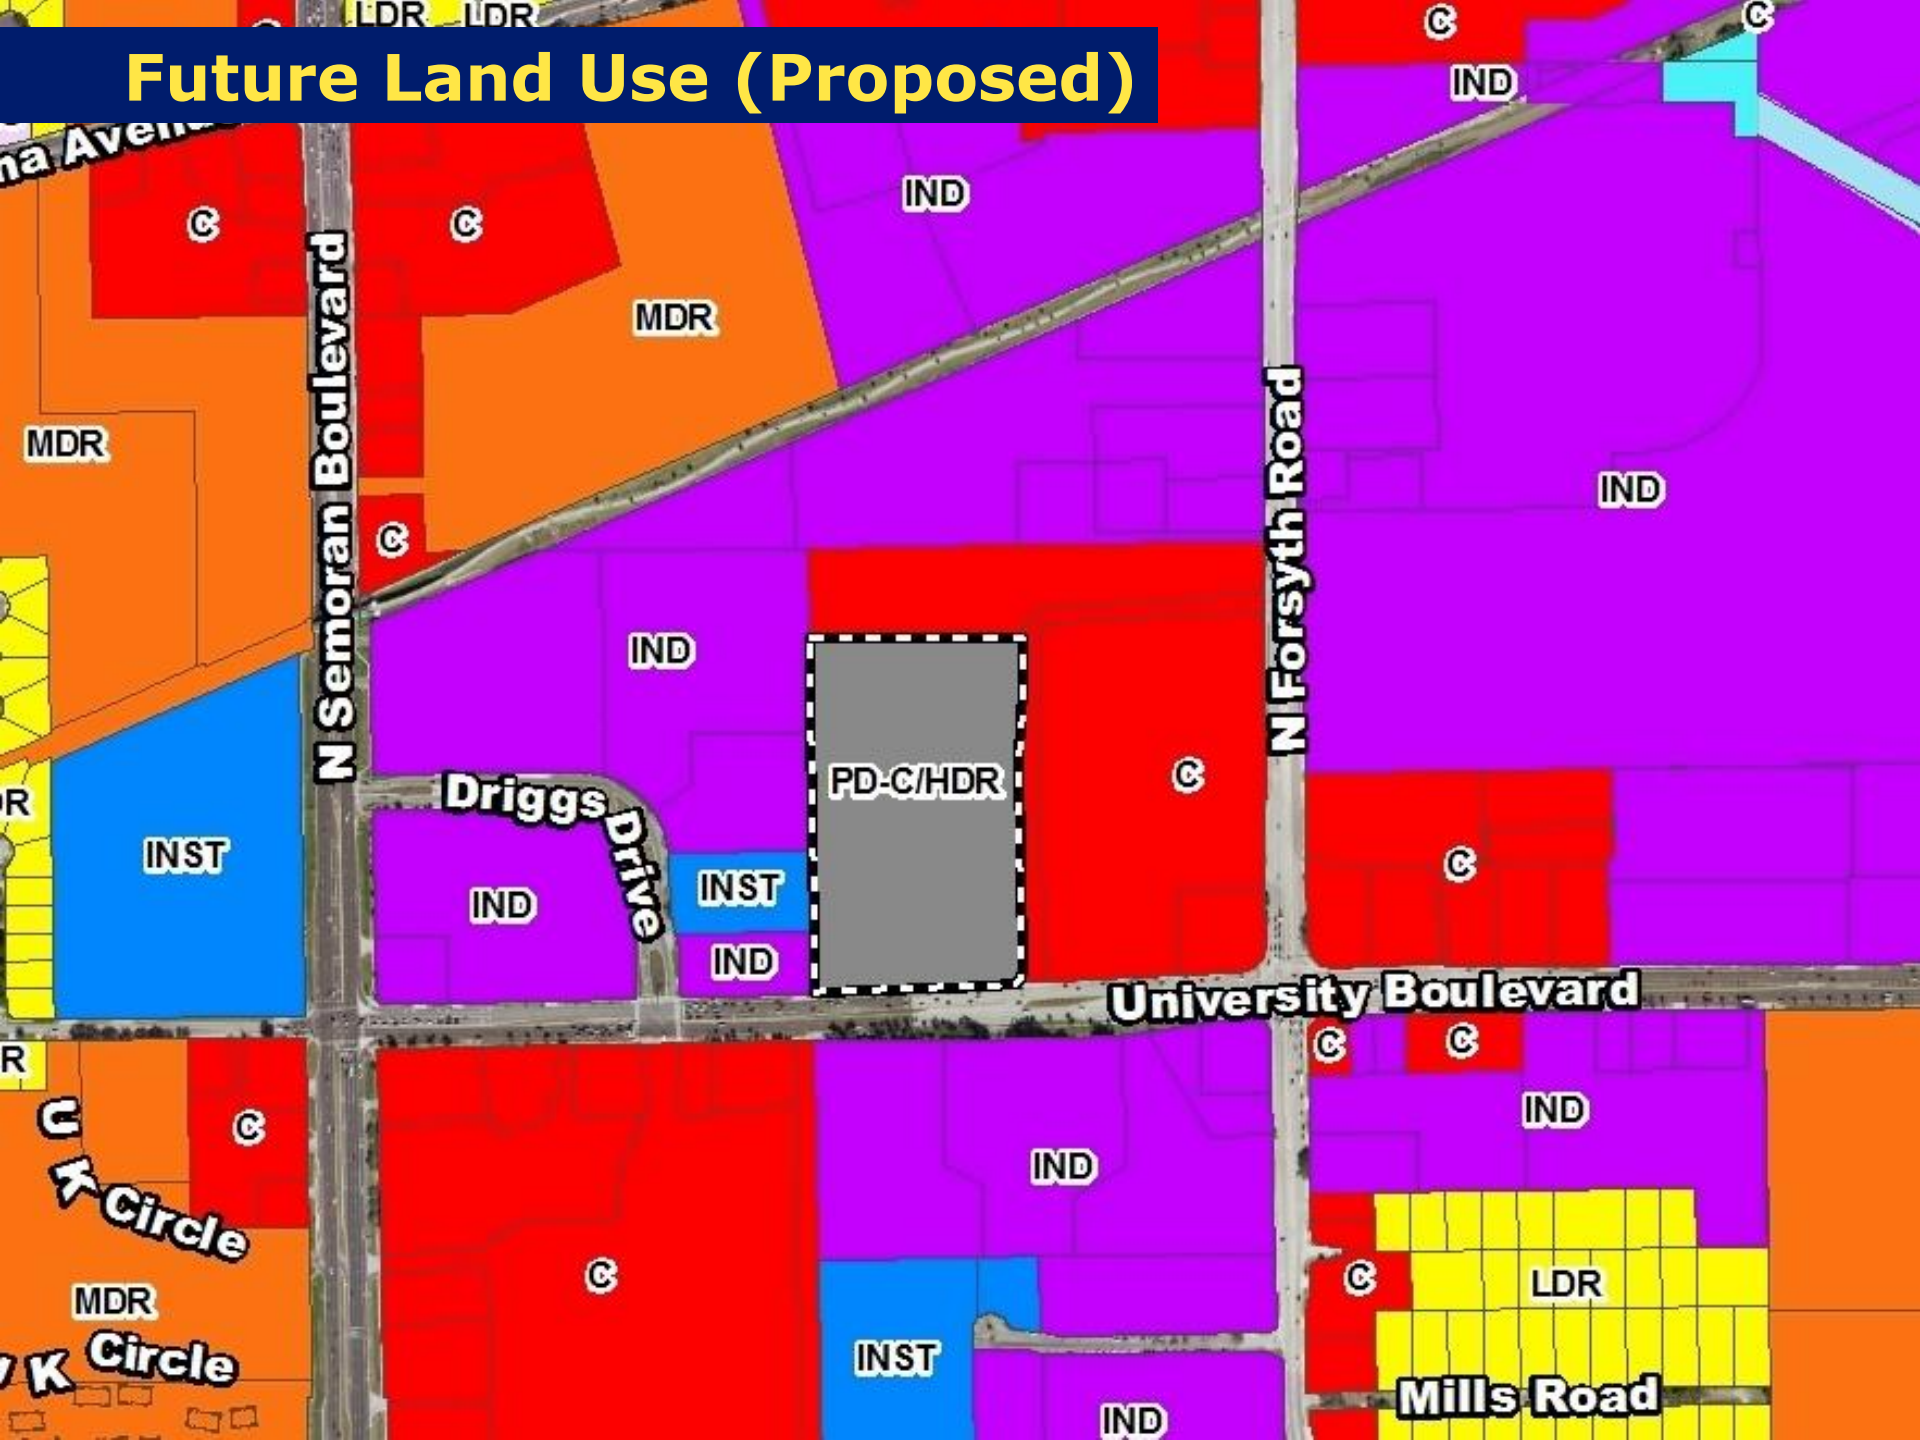 LDR LDR
C
C
Future Land Use (Proposed)
IND
Avenue
IND
C
C
MDR
MDR
N Semoran Boulevard
N Forsyth Road
IND
C
IND
PD-C/HDR
C
Driggs Drive
INST
C
INST
IND
IND
University Boulevard
C
C
C
IND
U K Circle
IND
MDR
C
C
LDR
K Circle
INST
Mills Road
IND